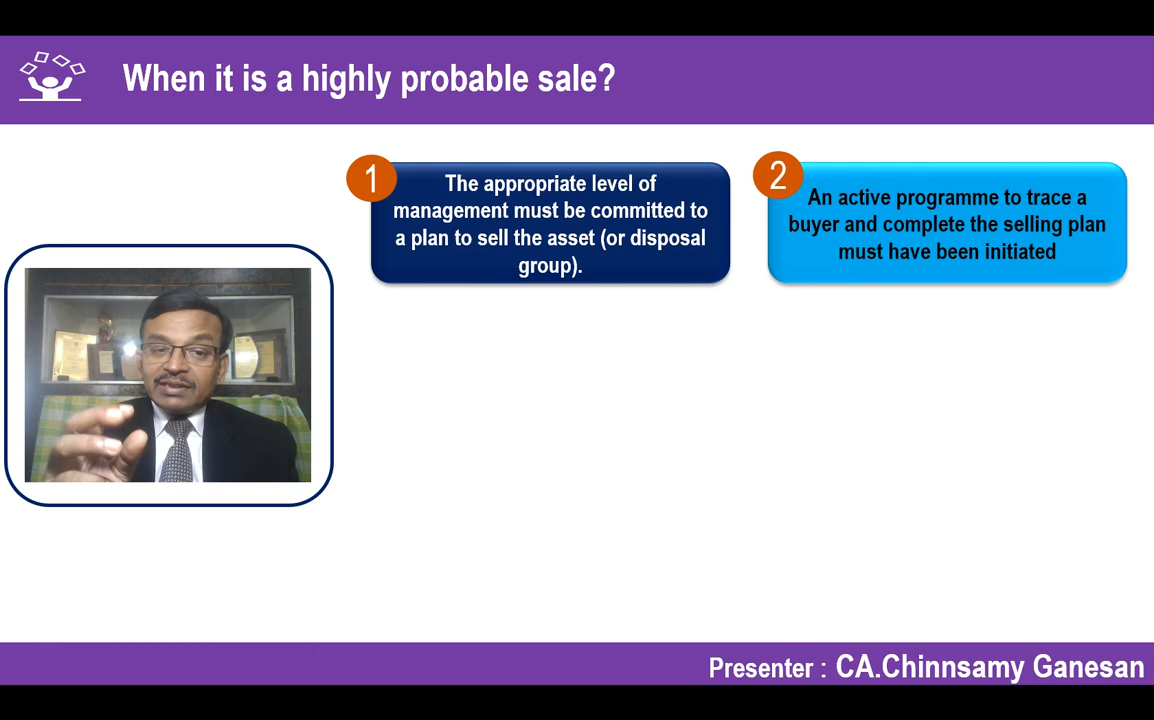 When it is a highly probable sale?
1
The appropriate level of
management must be committed to
a plan to sell the asset (or disposal
group).
2
An active programme to trace a
buyer and complete the selling plan
must have been initiated
Presenter : CA.Chinnsamy Ganesan